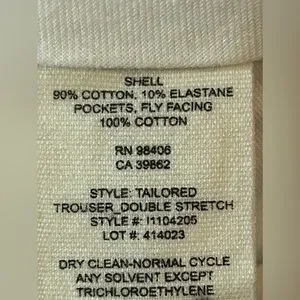 SHELL
90% COTTON, 10% ELASTANE
POCKETS, FLY FACING
100% COTTON
RN 98406
CA 39862
STYLE: TAILORED
TROUSER_DOUBLE STRETCH
STYLE #: I1104205
LOT #: 414023
DRY CLEAN-NORMAL CYCLE
ANY SOLVENT EXCEPT
TRICHLOROETHYLENE